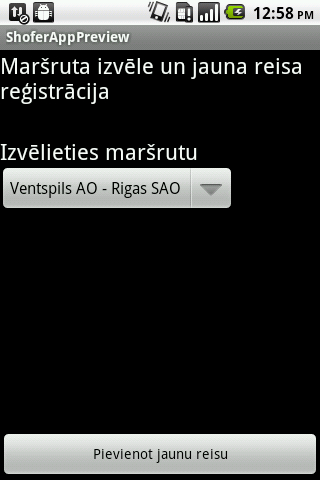 12:58 PM
ShoferAppPreview
Maršruta izvēle un jauna reisa
reģistrācija
Izvēlieties maršrutu
Ventspils AO - Rigas SAO
Pievienot jaunu reisu